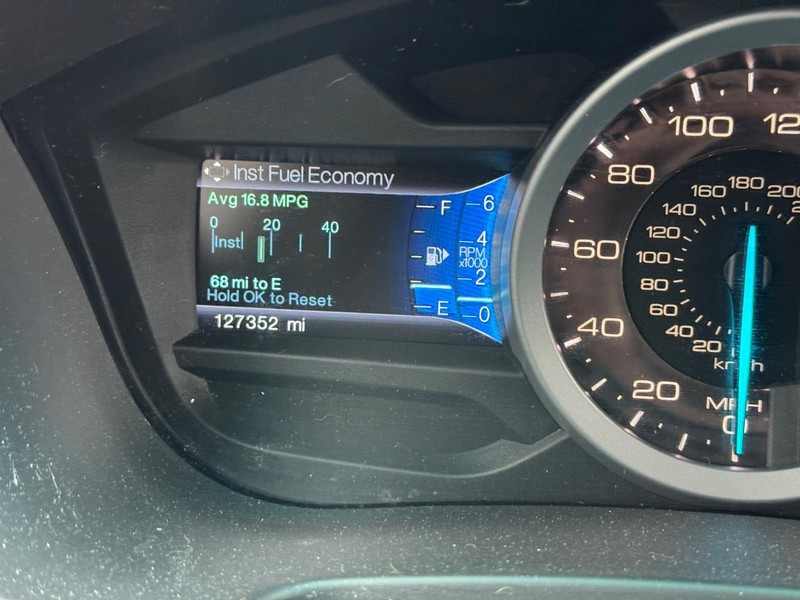 Inst Fuel Economy
Avg 16.8 MPG
0 20 40
Inst
68 mi to E
Hold OK to Reset
127352 mi
F
E
6
4
RPM
x1000
2
0
100
80
60
40
20
MPH
0
180
160 200
140
120
100
80
60
40
20
km/h